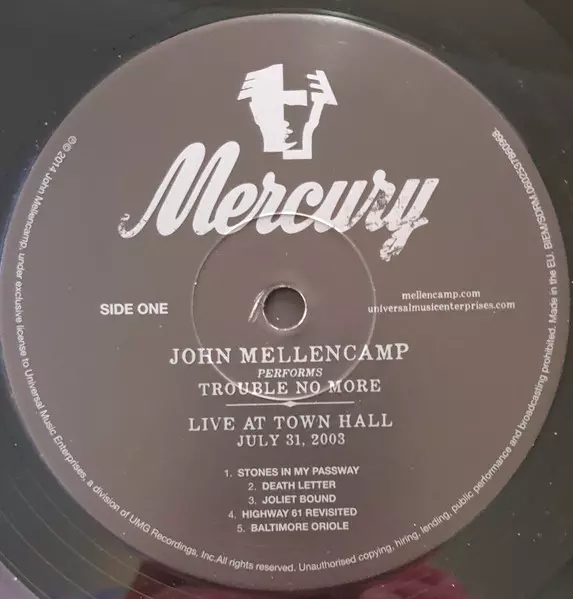 Mercury
SIDE ONE
mellencamp.com
universalmusicenterprises.com
JOHN MELLENCAMP
PERFORMS
TROUBLE NO MORE
LIVE AT TOWN HALL
JULY 31, 2003
1. STONES IN MY PASSWAY
2. DEATH LETTER
3. JOLIET BOUND
4. HIGHWAY 61 REVISITED
5. BALTIMORE ORIOLE
℗© 2014 John Mellencamp, under exclusive license to Universal Music Enterprises, a division of UMG Recordings, Inc.All rights reserved. Unauthorised copying, hiring, lending, public performance and broadcasting prohibited. Made in the EU. BIEM/SDRM.